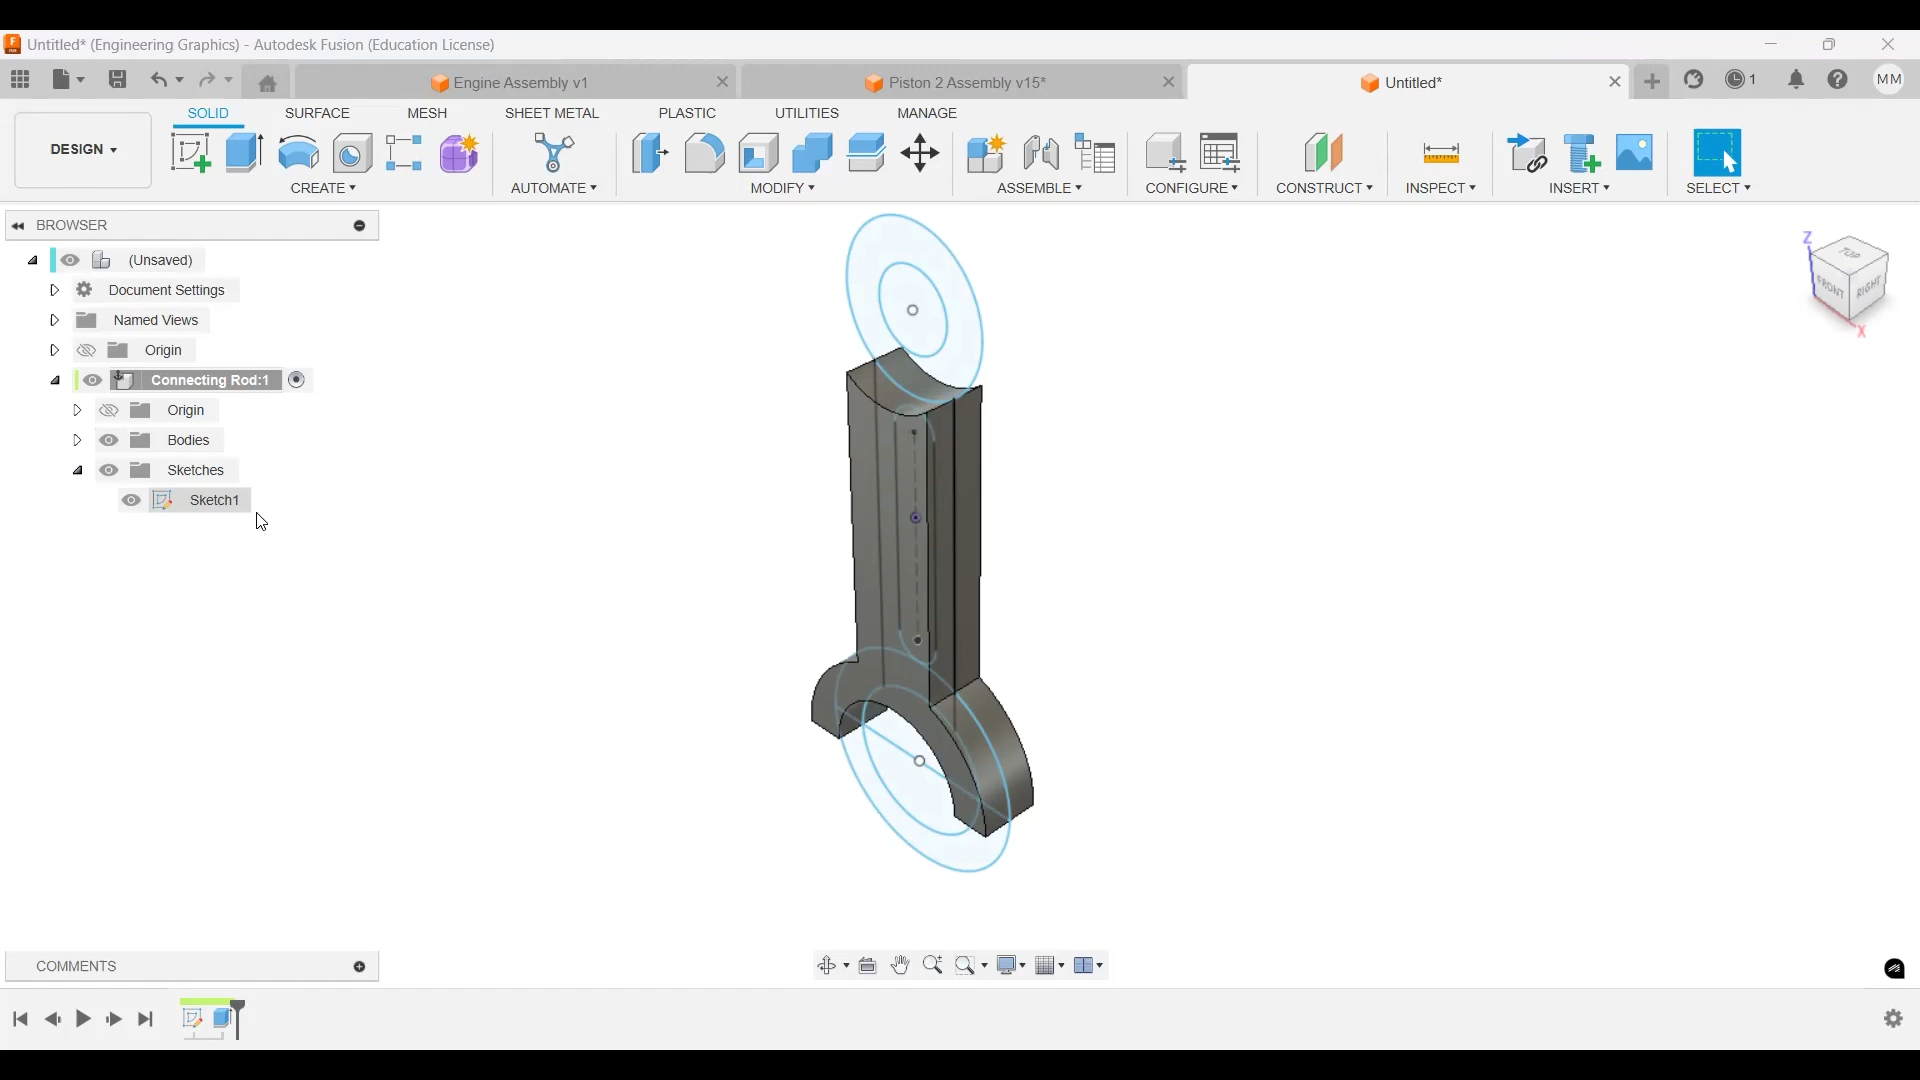 Untitled* (Engineering Graphics) - Autodesk Fusion (Education License)
Engine Assembly v1
Piston 2 Assembly v15*
Untitled*
1
MM
DESIGN
SOLID
SURFACE
MESH
SHEET METAL
PLASTIC
UTILITIES
MANAGE
CREATE
AUTOMATE
MODIFY
ASSEMBLE
CONFIGURE
CONSTRUCT
INSPECT
INSERT
SELECT
BROWSER
(Unsaved)
Document Settings
Named Views
Origin
Connecting Rod:1
Origin
Bodies
Sketches
Sketch1
Z
TOP
FRONT
RIGHT
X
COMMENTS